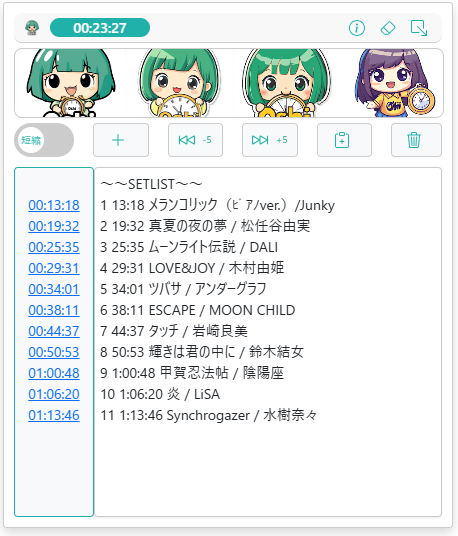 00:23:27
短縮
-5
+5
～～SETLIST～～
00:13:18
1 13:18 メランコリック（ﾋﾟｱﾉver.）/Junky
00:19:32
2 19:32 真夏の夜の夢 / 松任谷由実
00:25:35
3 25:35 ムーンライト伝説 / DALI
00:29:31
4 29:31 LOVE&JOY / 木村由姫
00:34:01
5 34:01 ツバサ / アンダーグラフ
00:38:11
6 38:11 ESCAPE / MOON CHILD
00:44:37
7 44:37 タッチ / 岩崎良美
00:50:53
8 50:53 輝きは君の中に / 鈴木結女
01:00:48
9 1:00:48 甲賀忍法帖 / 陰陽座
01:06:20
10 1:06:20 炎 / LiSA
01:13:46
11 1:13:46 Synchrogazer / 水樹奈々